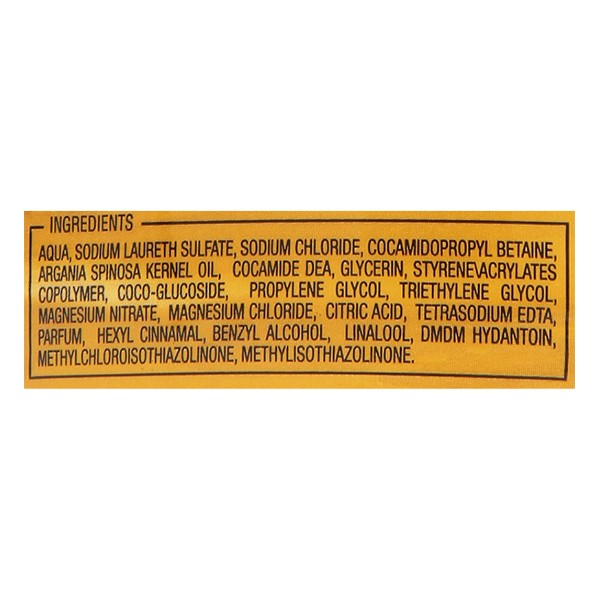 INGREDIENTS
AQUA, SODIUM LAURETH SULFATE, SODIUM CHLORIDE, COCAMIDOPROPYL BETAINE,
ARGANIA SPINOSA KERNEL OIL, COCAMIDE DEA, GLYCERIN, STYRENE\ACRYLATES
COPOLYMER, COCO-GLUCOSIDE, PROPYLENE GLYCOL, TRIETHYLENE GLYCOL,
MAGNESIUM NITRATE, MAGNESIUM CHLORIDE, CITRIC ACID, TETRASODIUM EDTA,
PARFUM, HEXYL CINNAMAL, BENZYL ALCOHOL, LINALOOL, DMDM HYDANTOIN,
METHYLCHLOROISOTHIAZOLINONE, METHYLISOTHIAZOLINONE.